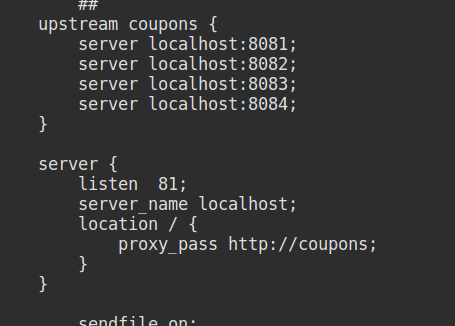 ##
upstream coupons {
server localhost:8081;
server localhost:8082;
server localhost:8083;
server localhost:8084;
}
server {
listen  81;
server_name localhost;
location / {
proxy_pass http://coupons;
}
}
sendfile on;